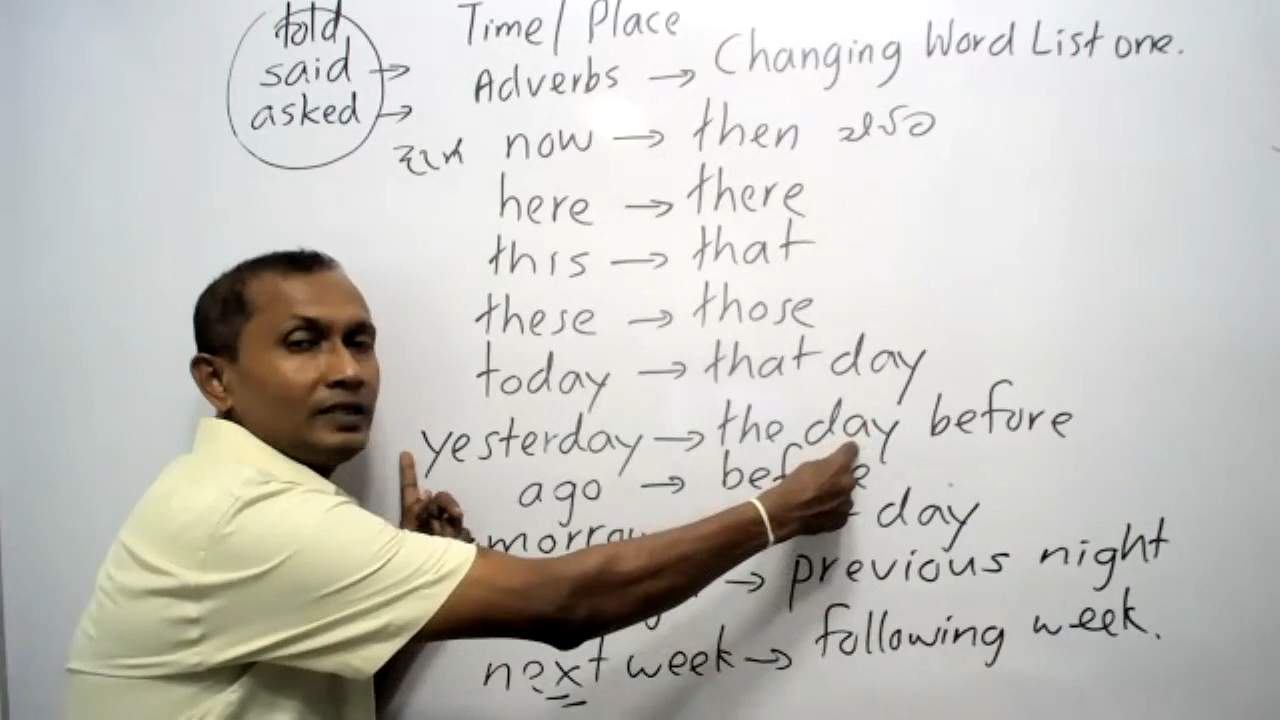 told
said →
asked →
Time/Place
Adverbs → Changing Word List one.
now → then
here → there
this → that
these → those
today → that day
yesterday → the day before
ago → before
day
→ previous night
next week → following week.